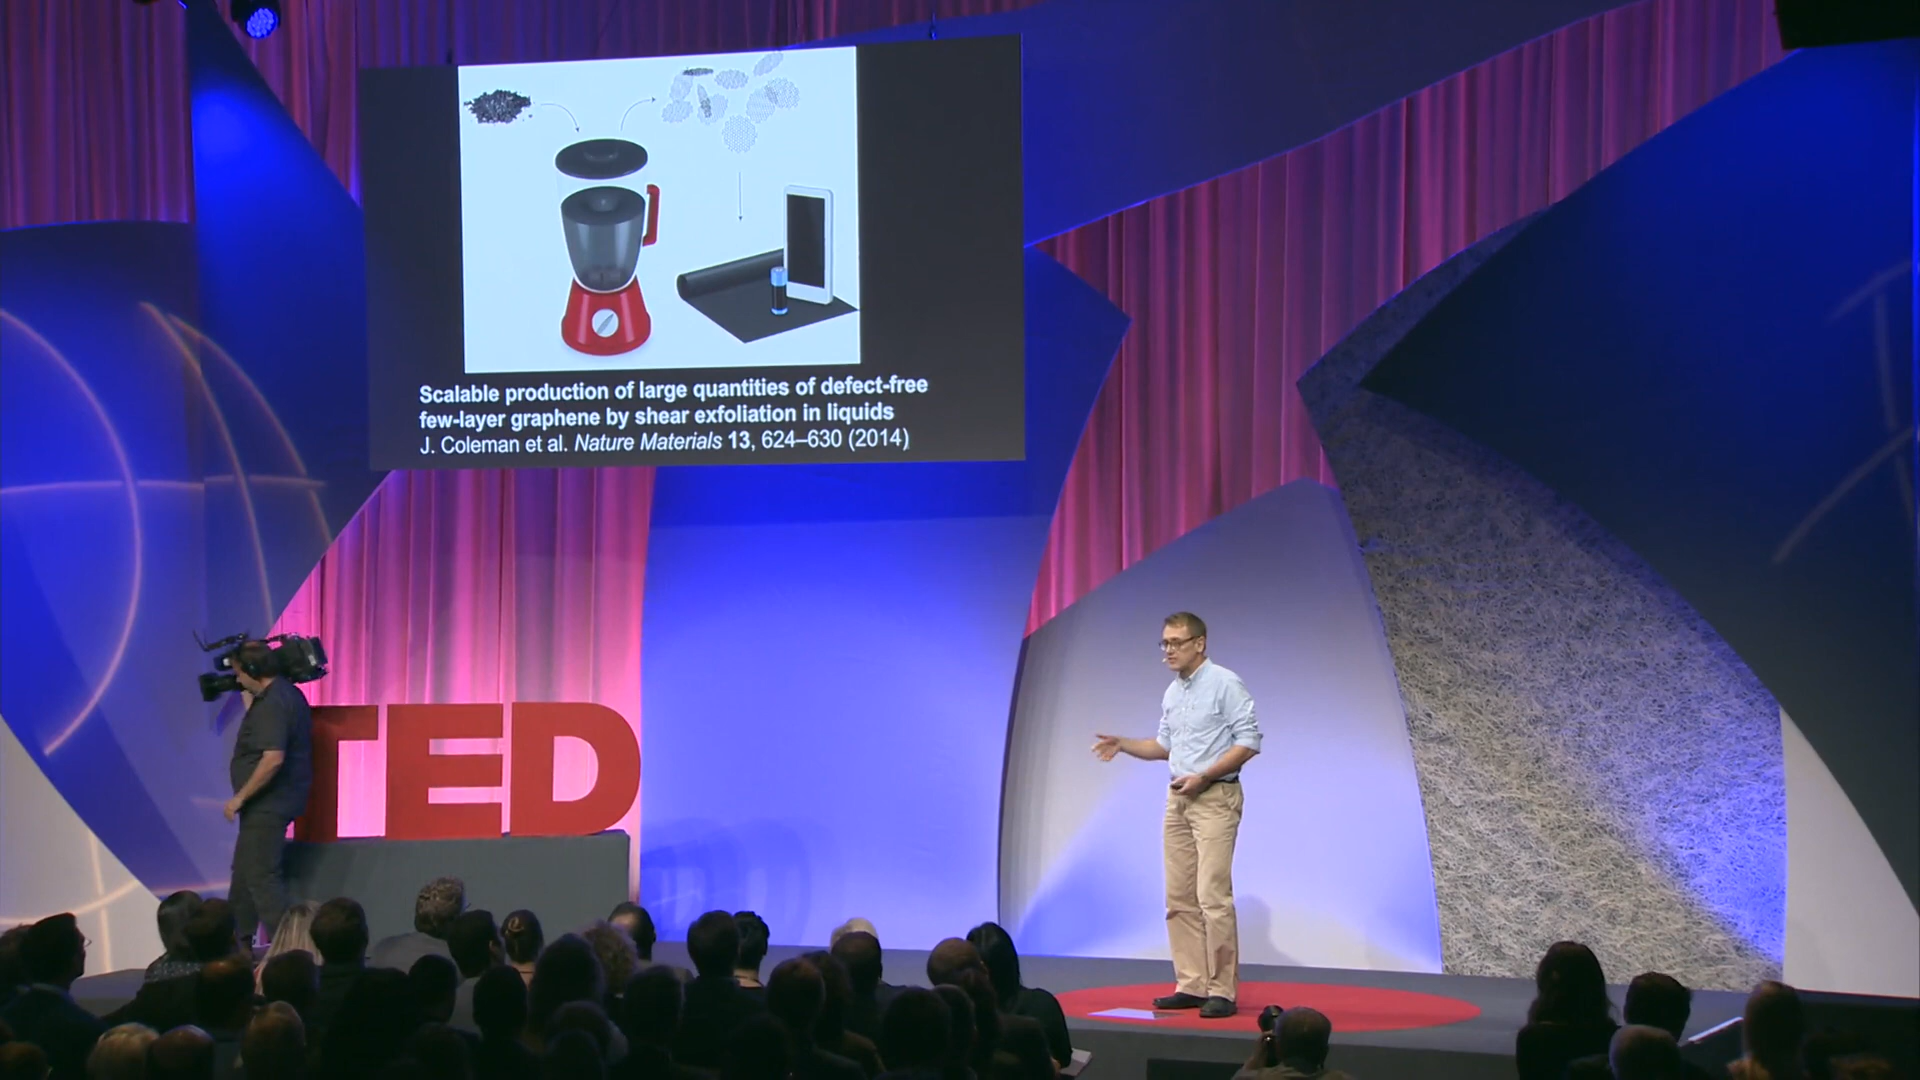 Scalable production of large quantities of defect-free
few-layer graphene by shear exfoliation in liquids
J. Coleman et al. Nature Materials 13, 624–630 (2014)
TED